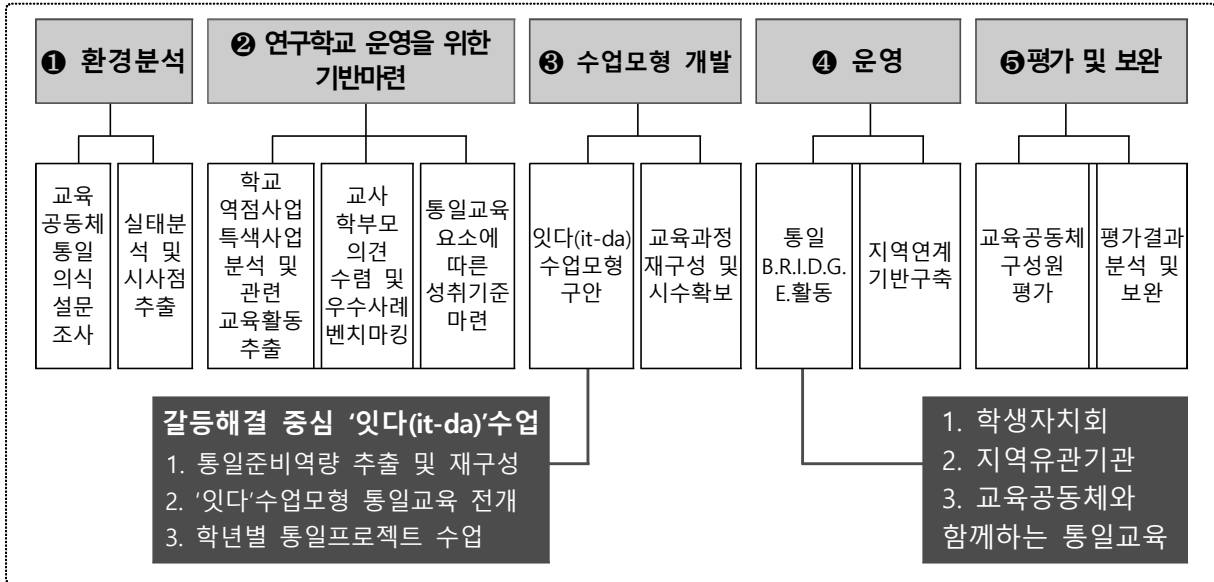 ❶ 환경분석
❷ 연구학교 운영을 위한
기반마련
❸ 수업모형 개발
❹ 운영
❺평가 및 보완
교육
공동체
통일
의식
설문
조사
실태분
석 및
시사점
추출
학교
역점사업
특색사업
분석 및
관련
교육활동
추출
교사
학부모
의견
수렴 및
우수사례
벤치마킹
통일교육
요소에
따른
성취기준
마련
잇다(it-da)
수업모형
구안
교육과정
재구성 및
시수확보
통일
B.R.I.D.G.
E.활동
지역연계
기반구축
교육공동체
구성원
평가
평가결과
분석 및
보완
갈등해결 중심 ‘잇다(it-da)’수업
1. 통일준비역량 추출 및 재구성
2. ‘잇다’수업모형 통일교육 전개
3. 학년별 통일프로젝트 수업
1. 학생자치회
2. 지역유관기관
3. 교육공동체와
함께하는 통일교육